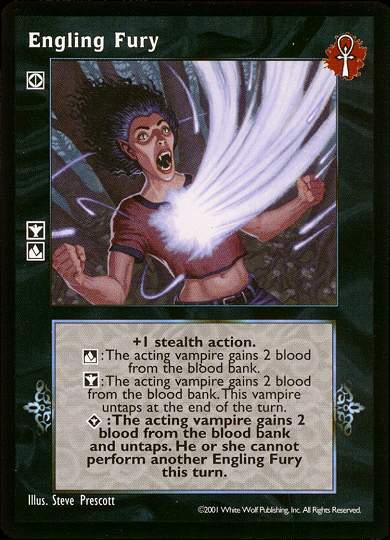 Engling Fury
+1 stealth action.
:The acting vampire gains 2 blood
from the blood bank.
:The acting vampire gains 2 blood
from the blood bank. This vampire
untaps at the end of the turn.
:The acting vampire gains 2
blood from the blood bank
and untaps. He or she cannot
perform another Engling Fury
this turn.
Illus. Steve Prescott
©2001 White Wolf Publishing, Inc. All Rights Reserved.